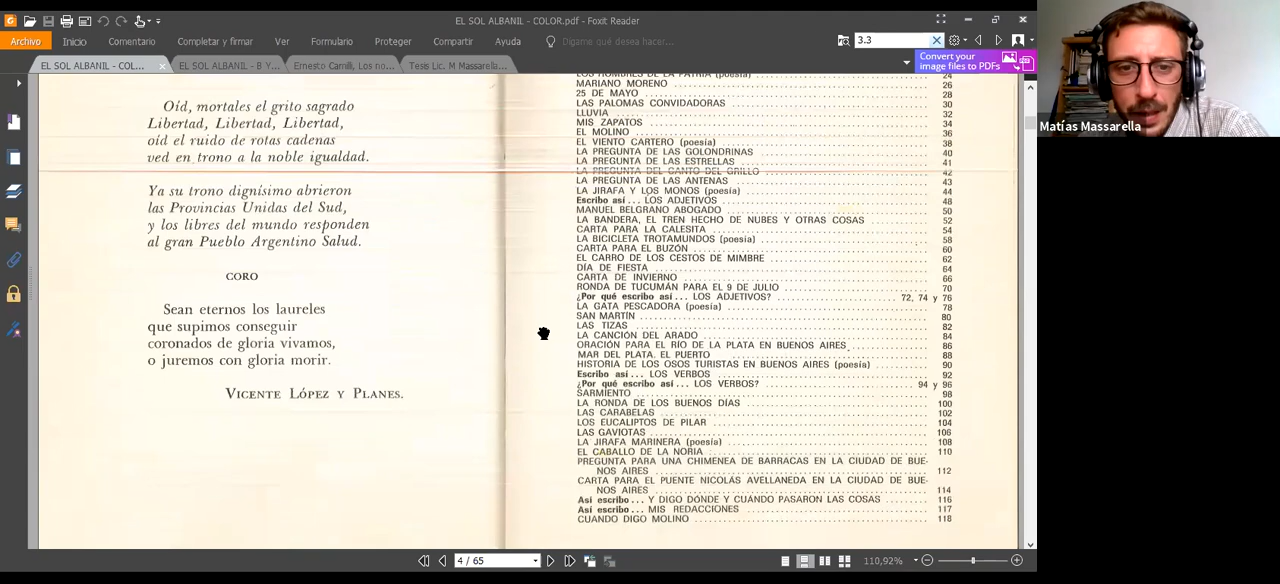 EL SOL ALBANIL - COLOR.pdf - Foxit Reader
Archivo Inicio Comentario Completar y firmar Ver Formulario Proteger Compartir Ayuda Digame qué desea hacer... 3.3
Convert your
image files to PDFs
EL SOL ALBANIL - COL... EL SOL ALBANIL - B Y... Ernesto Camilli, Los no... Tesis Lic. M Massarella...
Oíd, mortales el grito sagrado
Libertad, Libertad, Libertad,
oid el ruido de rotas cadenas
ved en trono a la noble igualdad.
Ya su trono dignísimo abrieron
las Provincias Unidas del Sud,
y los libres del mundo responden
al gran Pueblo Argentino Salud.
CORO
Sean eternos los laureles
que supimos conseguir
coronados de gloria vivamos,
o juremos con gloria morir.
VICENTE LÓPEZ Y PLANES.
LOS HOMBRES DE LA PATRIA (poesía) 24
MARIANO MORENO 26
25 DE MAYO 28
LAS PALOMAS CONVIDADORAS 30
LLUVIA 32
MIS ZAPATOS 34
EL MOLINO 36
EL VIENTO CARTERO (poesía) 38
LA PREGUNTA DE LAS GOLONDRINAS 40
LA PREGUNTA DE LAS ESTRELLAS 41
LA PREGUNTA DEL CANTO DEL GRILLO 42
LA PREGUNTA DE LAS ANTENAS 43
LA JIRAFA Y LOS MONOS (poesía) 44
Escribo así... LOS ADJETIVOS 48
MANUEL BELGRANO ABOGADO 50
LA BANDERA, EL TREN HECHO DE NUBES Y OTRAS COSAS 52
CARTA PARA LA CALESITA 54
LA BICICLETA TROTAMUNDOS (poesía) 58
CARTA PARA EL BUZÓN 60
EL CARRO DE LOS CESTOS DE MIMBRE 62
DÍA DE FIESTA 64
CARTA DE INVIERNO 66
RONDA DE TUCUMÁN PARA EL 9 DE JULIO 70
¿Por qué escribo así... LOS ADJETIVOS? 72, 74 y 76
LA GATA PESCADORA (poesía) 78
SAN MARTÍN 80
LAS TIZAS 82
LA CANCIÓN DEL ARADO 84
ORACIÓN PARA EL RÍO DE LA PLATA EN BUENOS AIRES 86
MAR DEL PLATA. EL PUERTO 88
HISTORIA DE LOS OSOS TURISTAS EN BUENOS AIRES (poesía) 90
Escribo así... LOS VERBOS 92
¿Por qué escribo así... LOS VERBOS? 94 y 96
SARMIENTO 98
LA RONDA DE LOS BUENOS DÍAS 100
LAS CARABELAS 102
LOS EUCALIPTOS DE PILAR 104
LAS GAVIOTAS 106
LA JIRAFA MARINERA (poesía) 108
EL CABALLO DE LA NORIA 110
PREGUNTA PARA UNA CHIMENEA DE BARRACAS EN LA CIUDAD DE BUE-
NOS AIRES 112
CARTA PARA EL PUENTE NICOLÁS AVELLANEDA EN LA CIUDAD DE BUE-
NOS AIRES 114
Así escribo... Y DIGO DÓNDE Y CUÁNDO PASARON LAS COSAS 116
Así escribo... MIS REDACCIONES 117
CUANDO DIGO MOLINO 118
4 / 65
110,92%
Matías Massarella